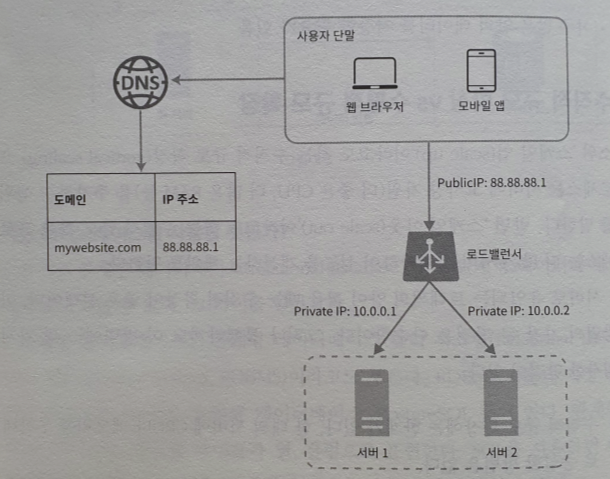 사용자 단말
DNS
웹 브라우저
모바일 앱
PublicIP: 88.88.88.1
도메인
IP 주소
mywebsite.com
88.88.88.1
로드밸런서
Private IP: 10.0.0.1
Private IP: 10.0.0.2
서버 1
서버 2